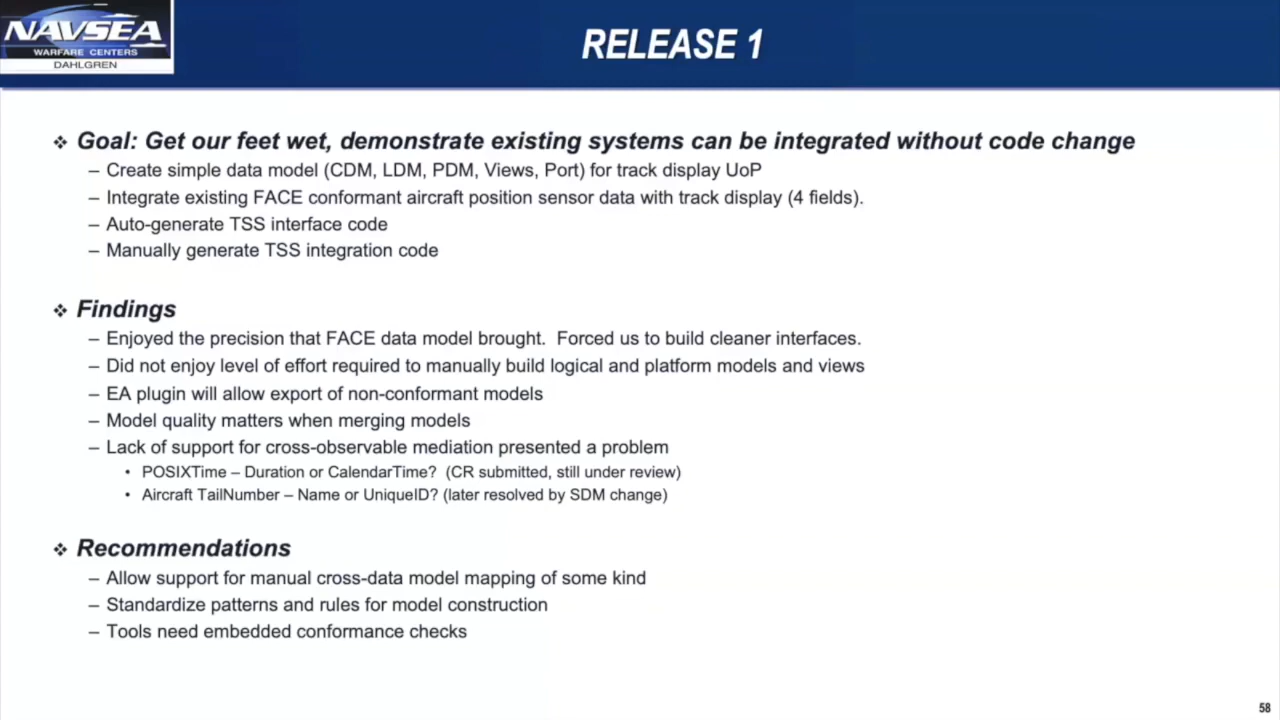 NAVSEA
WARFARE CENTERS
DAHLGREN
RELEASE 1
❖ Goal: Get our feet wet, demonstrate existing systems can be integrated without code change
– Create simple data model (CDM, LDM, PDM, Views, Port) for track display UoP
– Integrate existing FACE conformant aircraft position sensor data with track display (4 fields).
– Auto-generate TSS interface code
– Manually generate TSS integration code
❖ Findings
– Enjoyed the precision that FACE data model brought.  Forced us to build cleaner interfaces.
– Did not enjoy level of effort required to manually build logical and platform models and views
– EA plugin will allow export of non-conformant models
– Model quality matters when merging models
– Lack of support for cross-observable mediation presented a problem
• POSIXTime – Duration or CalendarTime?  (CR submitted, still under review)
• Aircraft TailNumber – Name or UniqueID? (later resolved by SDM change)
❖ Recommendations
– Allow support for manual cross-data model mapping of some kind
– Standardize patterns and rules for model construction
– Tools need embedded conformance checks
58